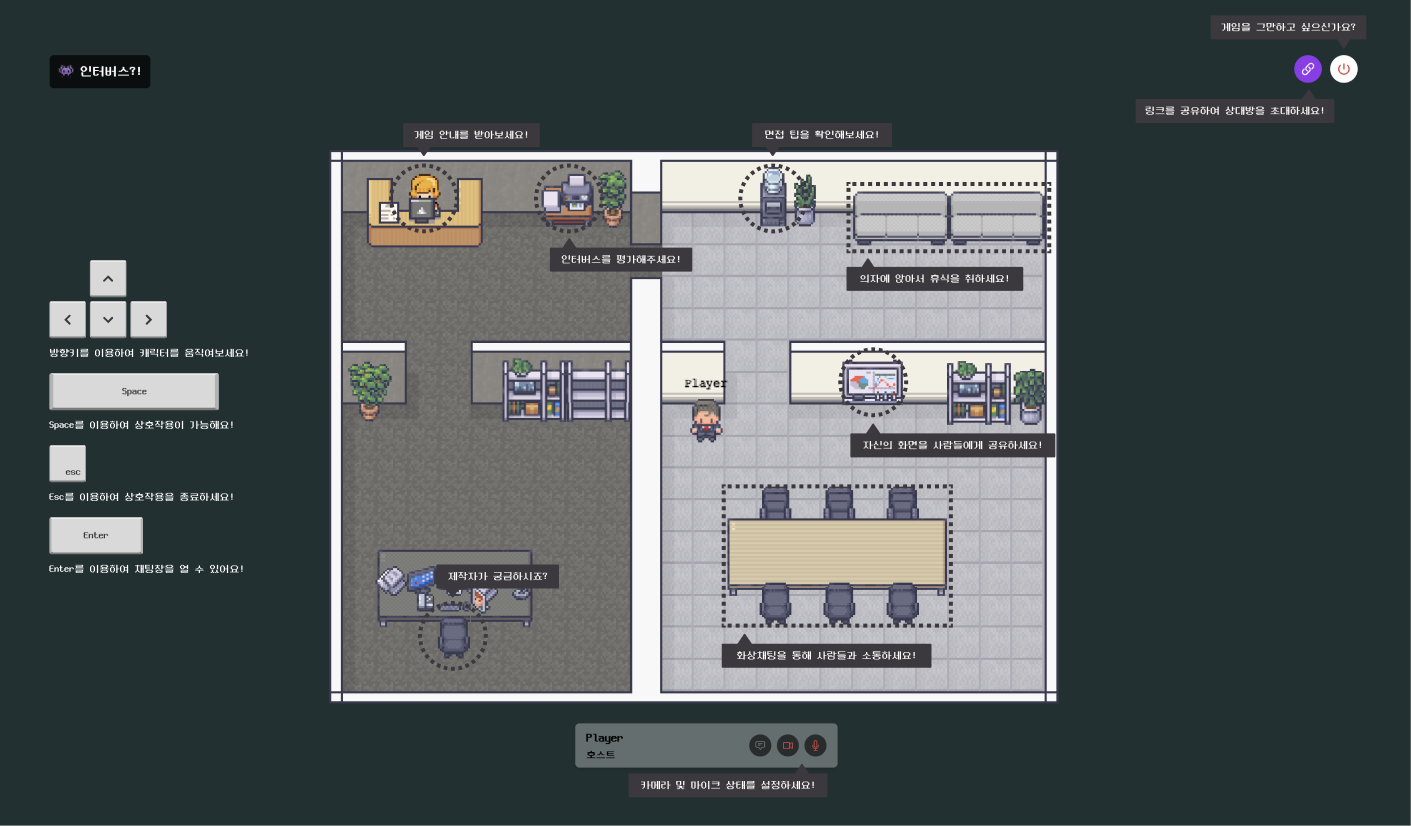 게임을 그만하고 싶으신가요?
인터버스?!
링크를 공유하여 상대방을 초대하세요!
게임 안내를 받아보세요!
면접 팁을 확인해보세요!
인터버스를 평가해주세요!
의자에 앉아서 휴식을 취하세요!
방향키를 이용하여 캐릭터를 움직여보세요!
Space
Space를 이용하여 상호작용이 가능해요!
Player
자신의 화면을 사람들에게 공유하세요!
esc
Esc를 이용하여 상호작용을 종료하세요!
Enter
Enter를 이용하여 채팅창을 열 수 있어요!
제작자가 궁금하시죠?
화상채팅을 통해 사람들과 소통하세요!
Player
호스트
카메라 및 마이크 상태를 설정하세요!